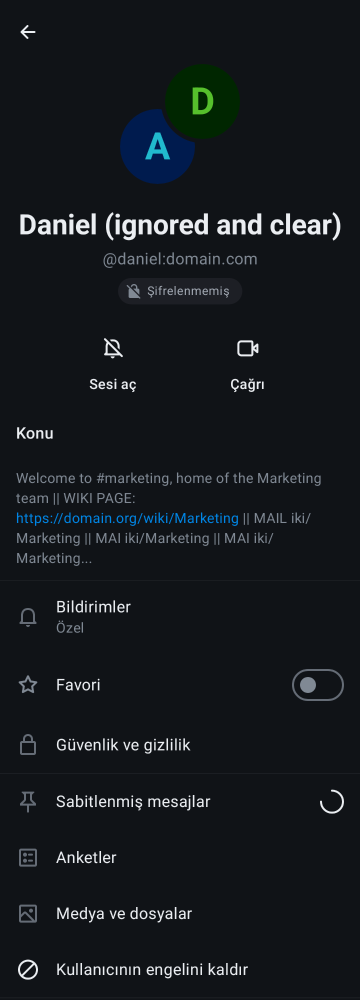 D
A
Daniel (ignored and clear)
@daniel:domain.com
Şifrelenmemiş
Sesi aç
Çağrı
Konu
Welcome to #marketing, home of the Marketing
team || WIKI PAGE:
https://domain.org/wiki/Marketing || MAIL iki/
Marketing || MAI iki/Marketing || MAI iki/
Marketing...
Bildirimler
Özel
Favori
Güvenlik ve gizlilik
Sabitlenmiş mesajlar
Anketler
Medya ve dosyalar
Kullanıcının engelini kaldır